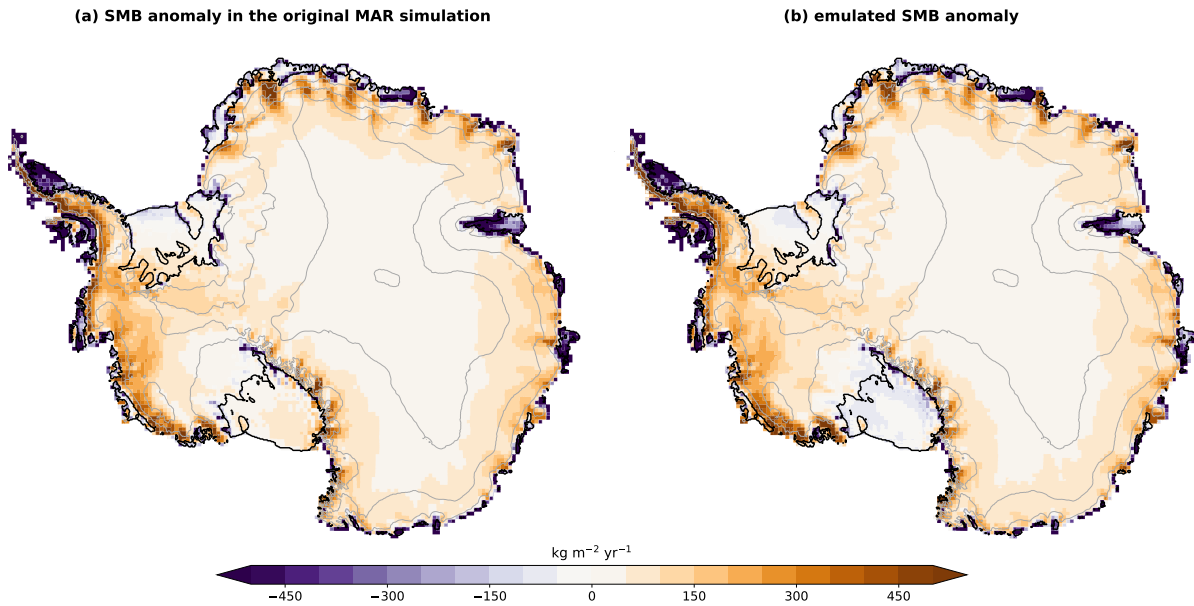 (a) SMB anomaly in the original MAR simulation
(b) emulated SMB anomaly
kg m⁻² yr⁻¹
−450 −300 −150 0 150 300 450